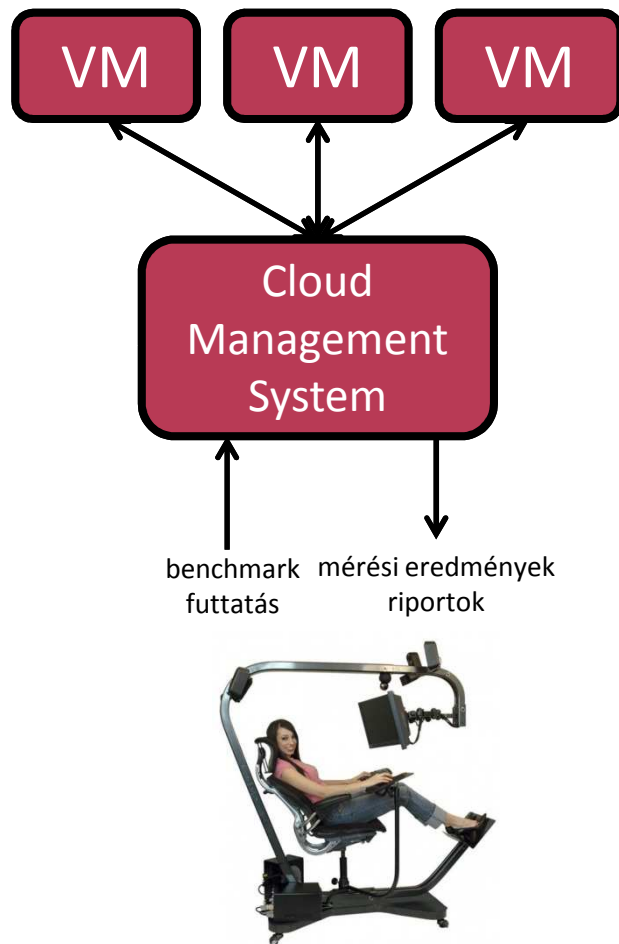 VM VM VM
Cloud
Management
System
benchmark
futtatás
mérési eredmények
riportok